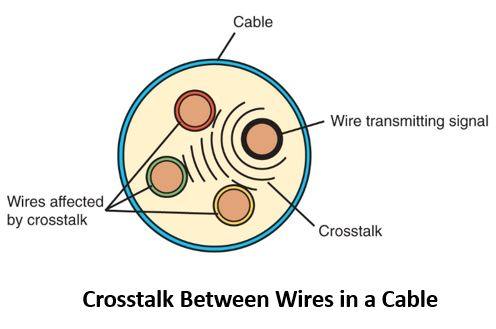 Cable
Wire transmitting signal
Wires affected
by crosstalk
Crosstalk
Crosstalk Between Wires in a Cable